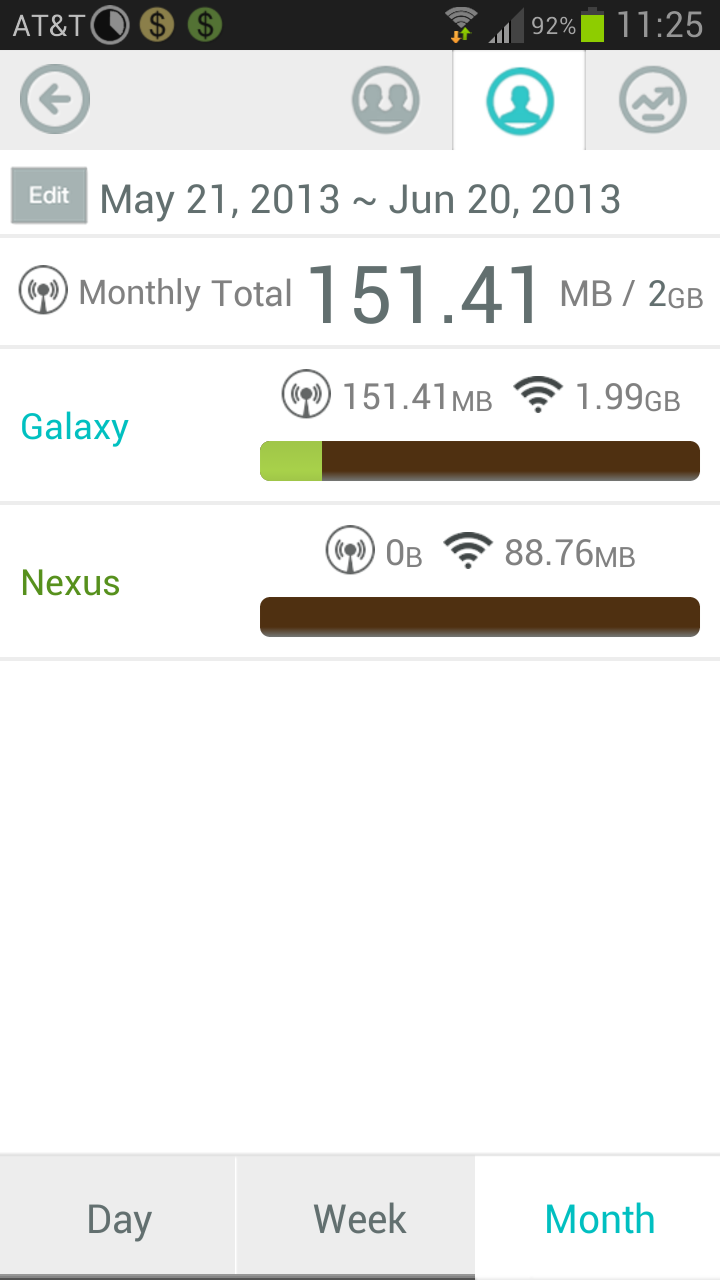 AT&T $ $ 92% 11:25
Edit May 21, 2013 ~ Jun 20, 2013
Monthly Total 151.41 MB / 2GB
151.41MB 1.99GB
Galaxy
0B 88.76MB
Nexus
Day Week Month